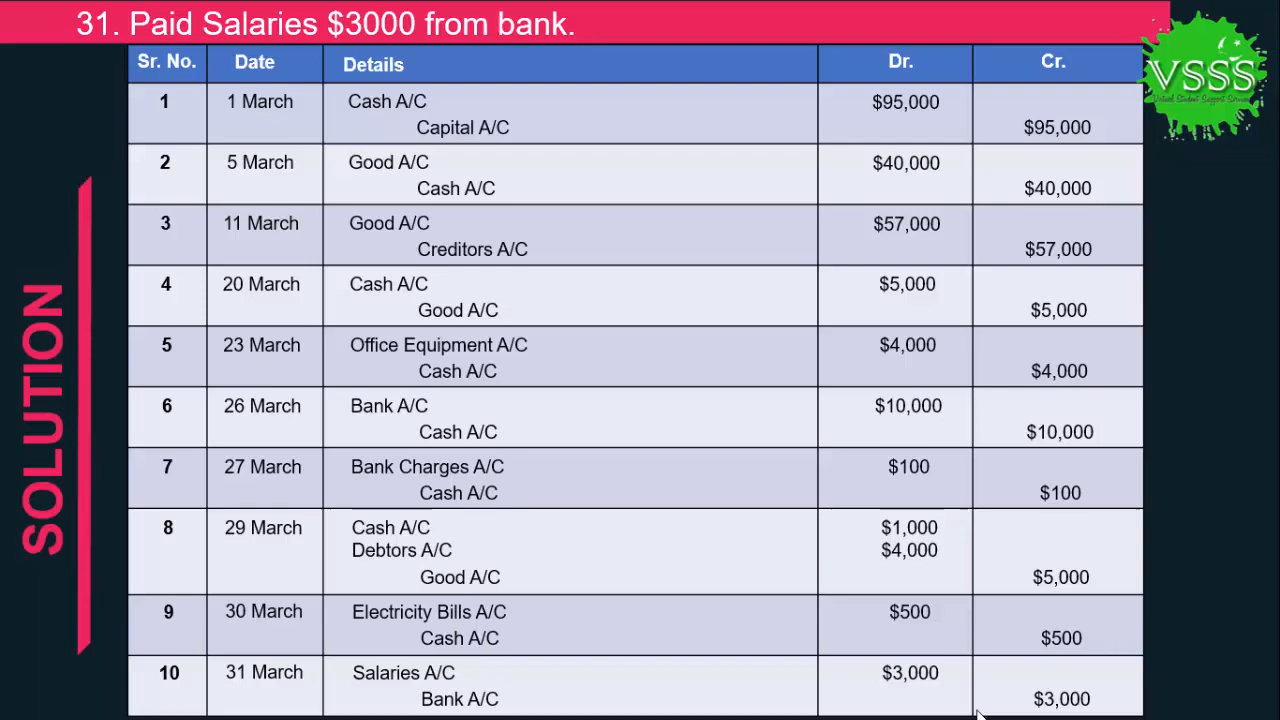 31. Paid Salaries $3000 from bank.
VSSS
Virtual Student Support Services
SOLUTION
Sr. No. Date Details Dr. Cr.
1 1 March Cash A/C $95,000
Capital A/C $95,000
2 5 March Good A/C $40,000
Cash A/C $40,000
3 11 March Good A/C $57,000
Creditors A/C $57,000
4 20 March Cash A/C $5,000
Good A/C $5,000
5 23 March Office Equipment A/C $4,000
Cash A/C $4,000
6 26 March Bank A/C $10,000
Cash A/C $10,000
7 27 March Bank Charges A/C $100
Cash A/C $100
8 29 March Cash A/C $1,000
Debtors A/C $4,000
Good A/C $5,000
9 30 March Electricity Bills A/C $500
Cash A/C $500
10 31 March Salaries A/C $3,000
Bank A/C $3,000